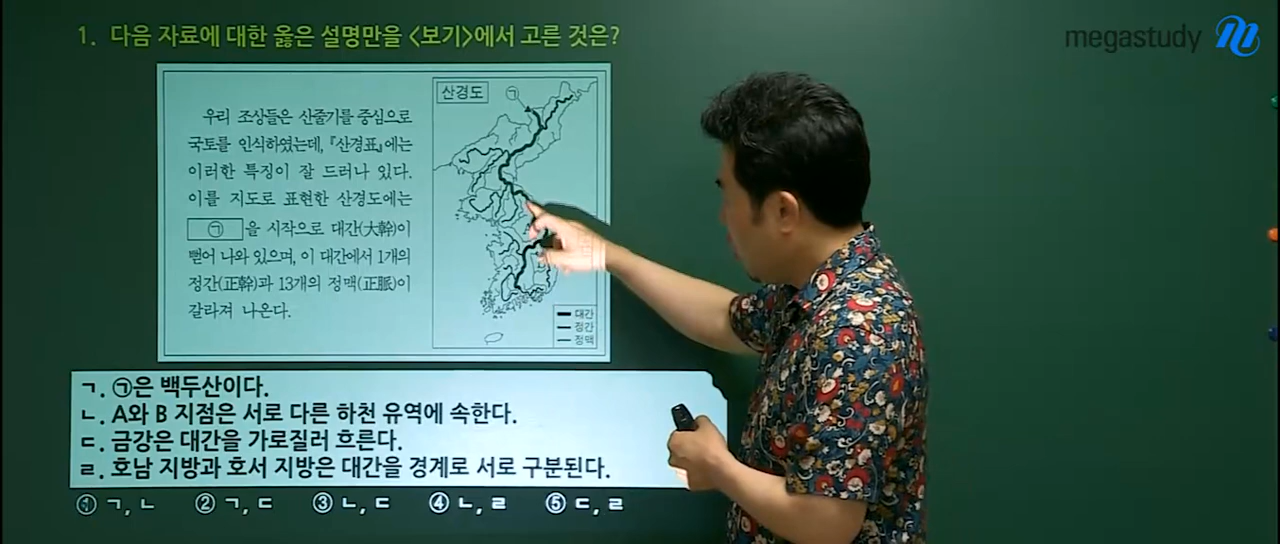 1. 다음 자료에 대한 옳은 설명만을 <보기>에서 고른 것은?
megastudy
우리 조상들은 산줄기를 중심으로
국토를 인식하였는데, 『산경표』에는
이러한 특징이 잘 드러나 있다.
이를 지도로 표현한 산경도에는
㉠ 을 시작으로 대간(大幹)이
뻗어 나와 있으며, 이 대간에서 1개의
정간(正幹)과 13개의 정맥(正脈)이
갈라져 나온다.
산경도
㉠
대간
정간
정맥
ㄱ. ㉠은 백두산이다.
ㄴ. A와 B 지점은 서로 다른 하천 유역에 속한다.
ㄷ. 금강은 대간을 가로질러 흐른다.
ㄹ. 호남 지방과 호서 지방은 대간을 경계로 서로 구분된다.
① ㄱ, ㄴ ② ㄱ, ㄷ ③ ㄴ, ㄷ ④ ㄴ, ㄹ ⑤ ㄷ, ㄹ